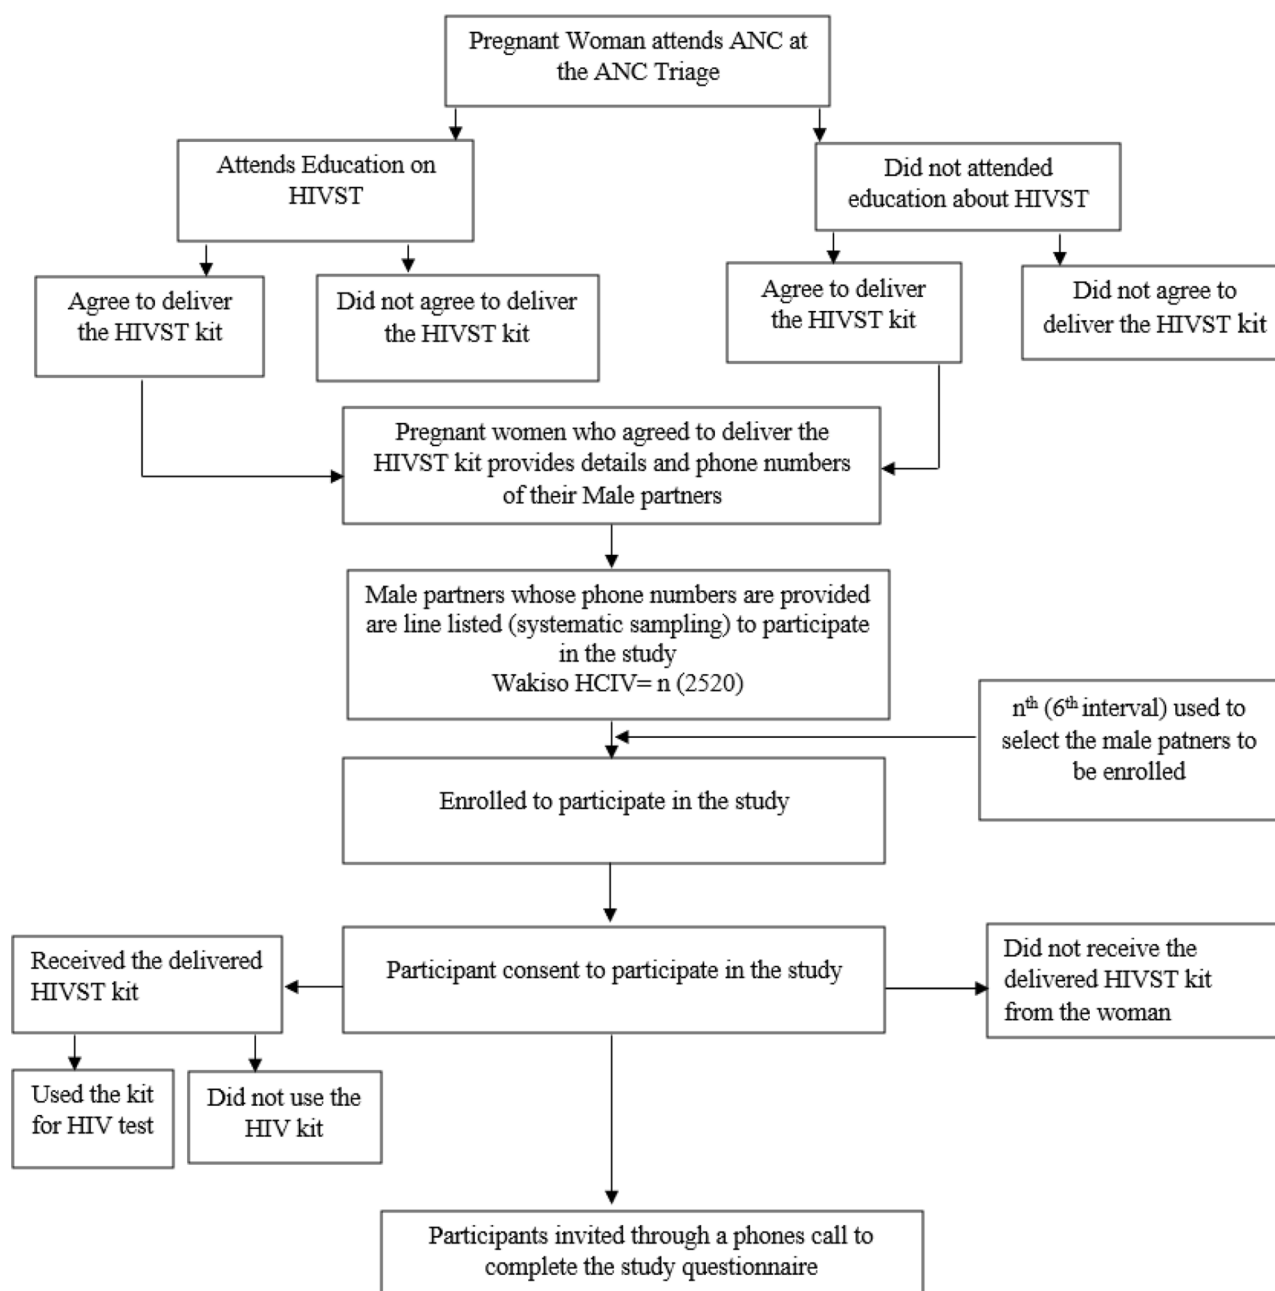 Pregnant Woman attends ANC at
the ANC Triage
Attends Education on
HIVST
Did not attended
education about HIVST
Agree to deliver
the HIVST kit
Did not agree to deliver
the HIVST kit
Agree to deliver
the HIVST kit
Did not agree to
deliver the HIVST kit
Pregnant women who agreed to deliver the
HIVST kit provides details and phone numbers
of their Male partners
Male partners whose phone numbers are provided
are line listed (systematic sampling) to participate
in the study
Wakiso HCIV= n (2520)
nth (6th interval) used to
select the male patners to
be enrolled
Enrolled to participate in the study
Participant consent to participate in the study
Received the delivered
HIVST kit
Did not receive the
delivered HIVST kit
from the woman
Used the kit
for HIV test
Did not use the
HIV kit
Participants invited through a phones call to
complete the study questionnaire